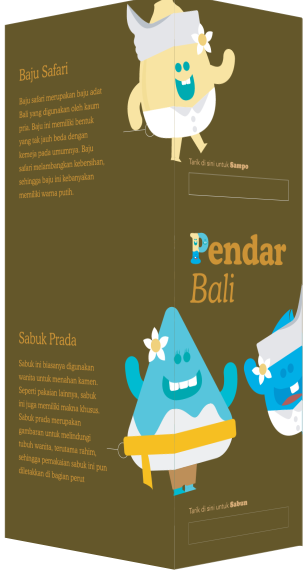 Baju Safari
Baju safari merupakan baju adat
Bali yang digunakan oleh kaum
pria. Baju ini memiliki bentuk
yang tak jauh beda dengan
kemeja pada umumnya. Baju
safari melambangkan kebersihan,
sehingga baju ini kebanyakan
memiliki warna putih.
Tarik di sini untuk Sampo
Pendar
Bali
Sabuk Prada
Sabuk ini biasanya digunakan
wanita untuk menahan kamen.
Seperti pakaian lainnya, sabuk
ini juga memiliki makna khusus.
Sabuk prada merupakan
gambaran untuk melindungi
tubuh wanita, terutama rahim,
sehingga pemakaian sabuk ini pun
diletakkan di bagian perut
Tarik di sini untuk Sabun